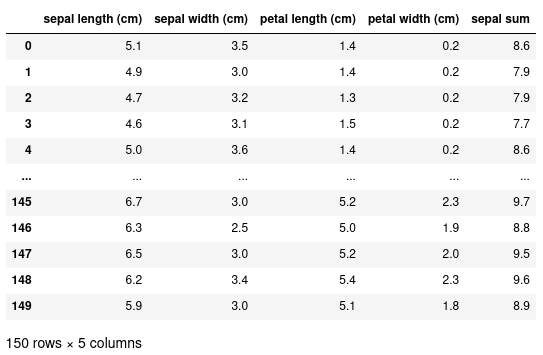 sepal length (cm) sepal width (cm) petal length (cm) petal width (cm) sepal sum
0 5.1 3.5 1.4 0.2 8.6
1 4.9 3.0 1.4 0.2 7.9
2 4.7 3.2 1.3 0.2 7.9
3 4.6 3.1 1.5 0.2 7.7
4 5.0 3.6 1.4 0.2 8.6
... ... ... ... ... ...
145 6.7 3.0 5.2 2.3 9.7
146 6.3 2.5 5.0 1.9 8.8
147 6.5 3.0 5.2 2.0 9.5
148 6.2 3.4 5.4 2.3 9.6
149 5.9 3.0 5.1 1.8 8.9
150 rows × 5 columns